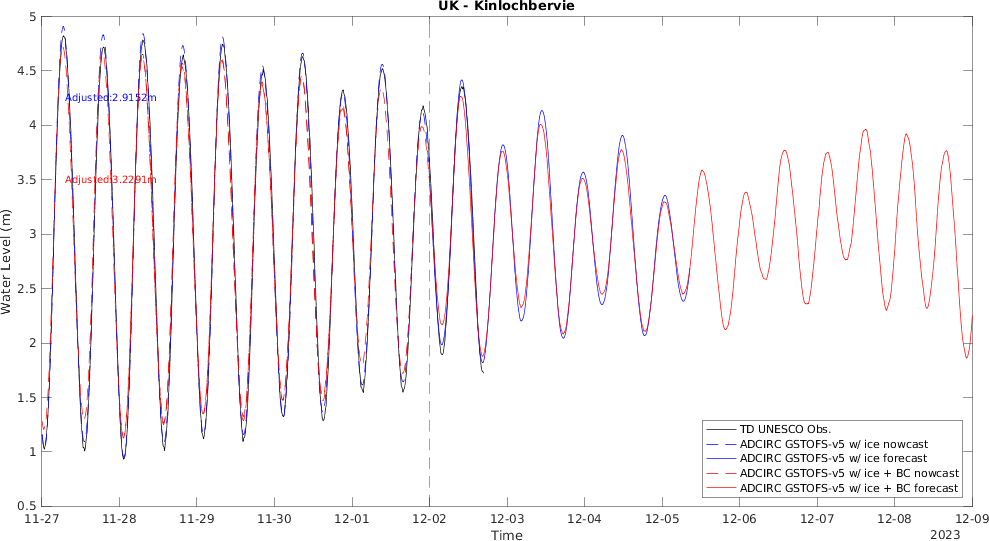 UK - Kinlochbervie
5
4.5
4
3.5
3
2.5
2
1.5
1
0.5
Water Level (m)
Adjusted:2.9152m
Adjusted:3.2291m
TD UNESCO Obs.
ADCIRC GSTOFS-v5 w/ ice nowcast
ADCIRC GSTOFS-v5 w/ ice forecast
ADCIRC GSTOFS-v5 w/ ice + BC nowcast
ADCIRC GSTOFS-v5 w/ ice + BC forecast
11-27 11-28 11-29 11-30 12-01 12-02 12-03 12-04 12-05 12-06 12-07 12-08 12-09
Time
2023